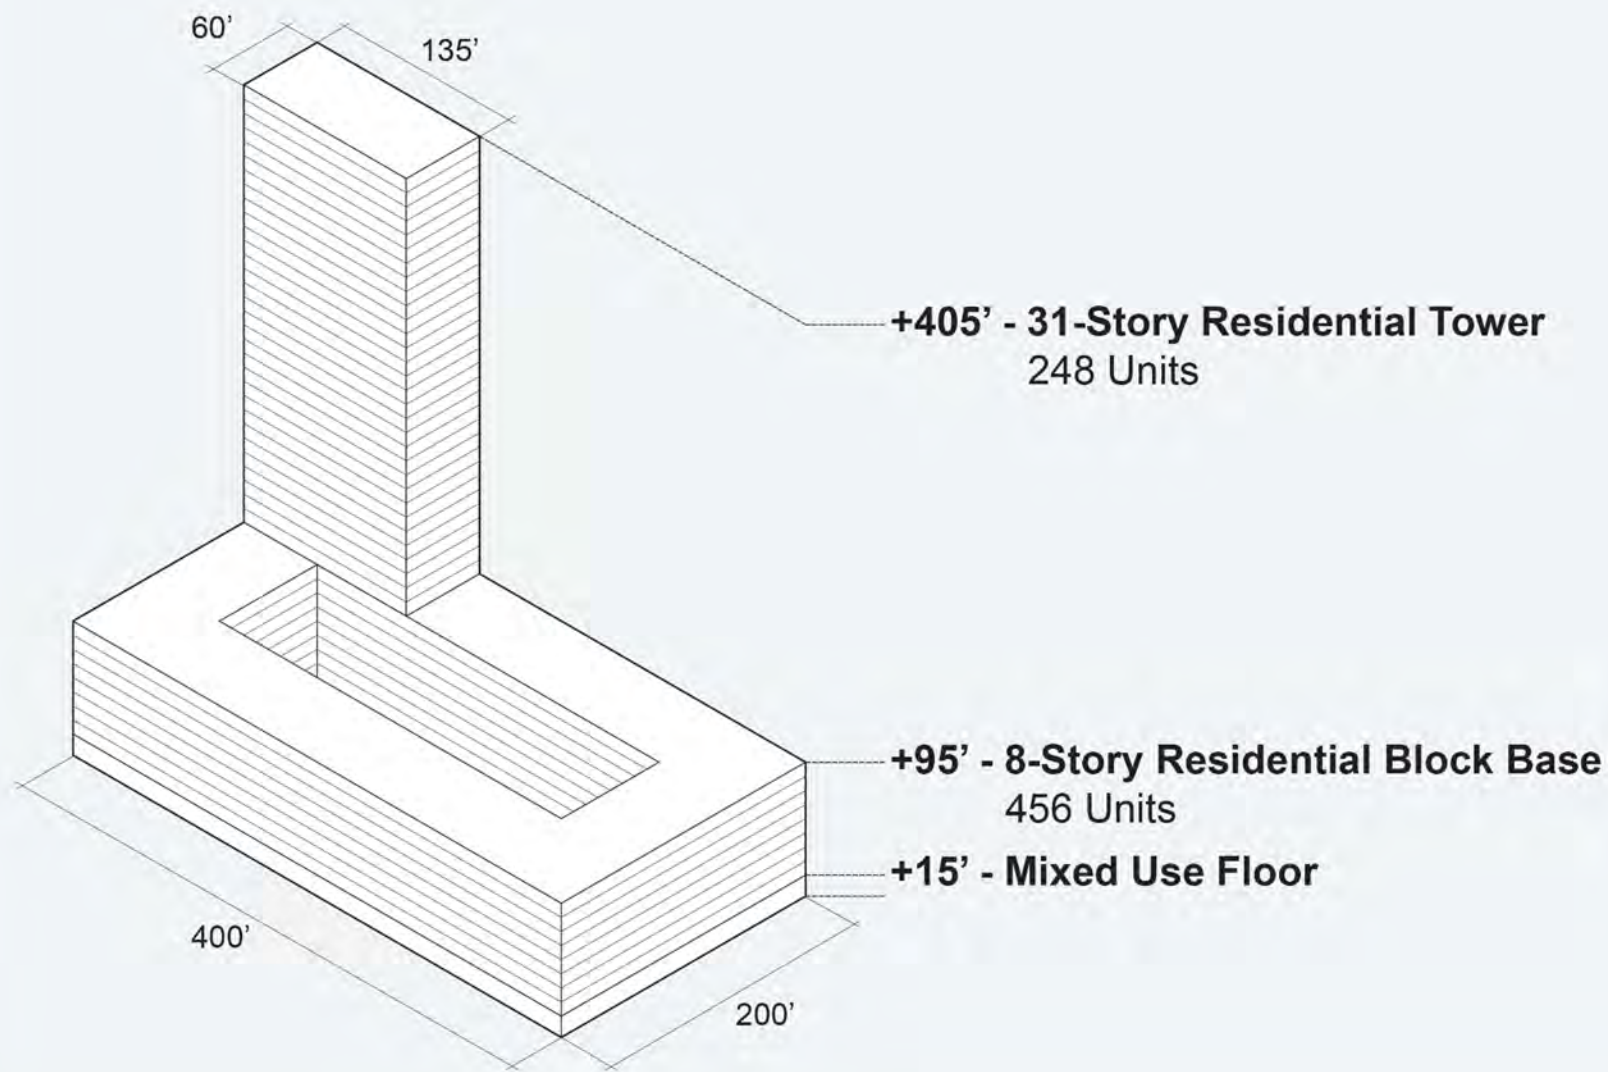 60’
135’
+405’ - 31-Story Residential Tower
248 Units
+95’ - 8-Story Residential Block Base
456 Units
+15’ - Mixed Use Floor
400’
200’